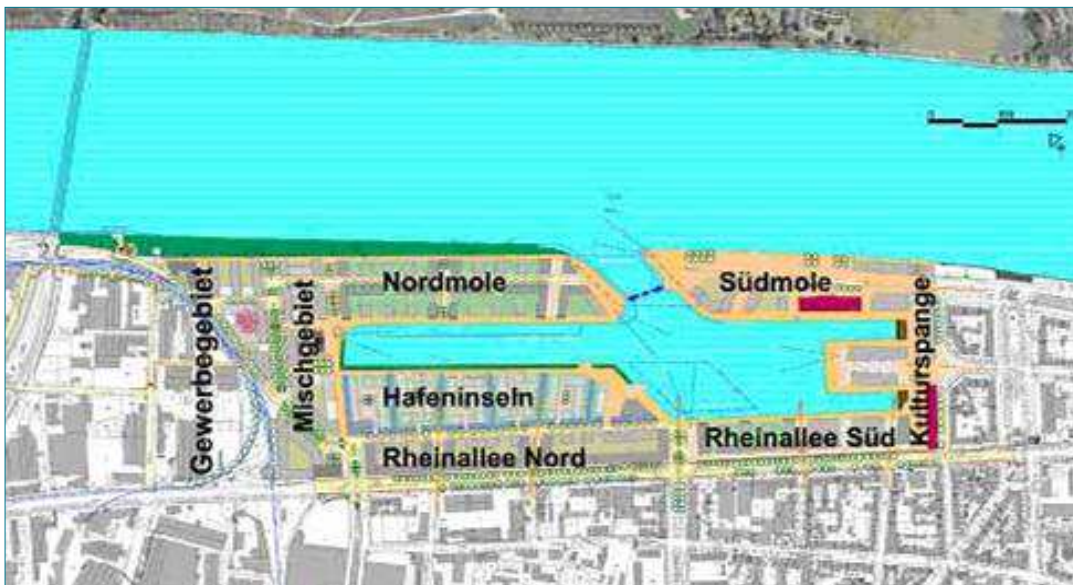 Nordmole
Südmole
Gewerbegebiet
Mischgebiet
Kulturspange
Hafeninseln
Rheinallee Süd
Rheinallee Nord